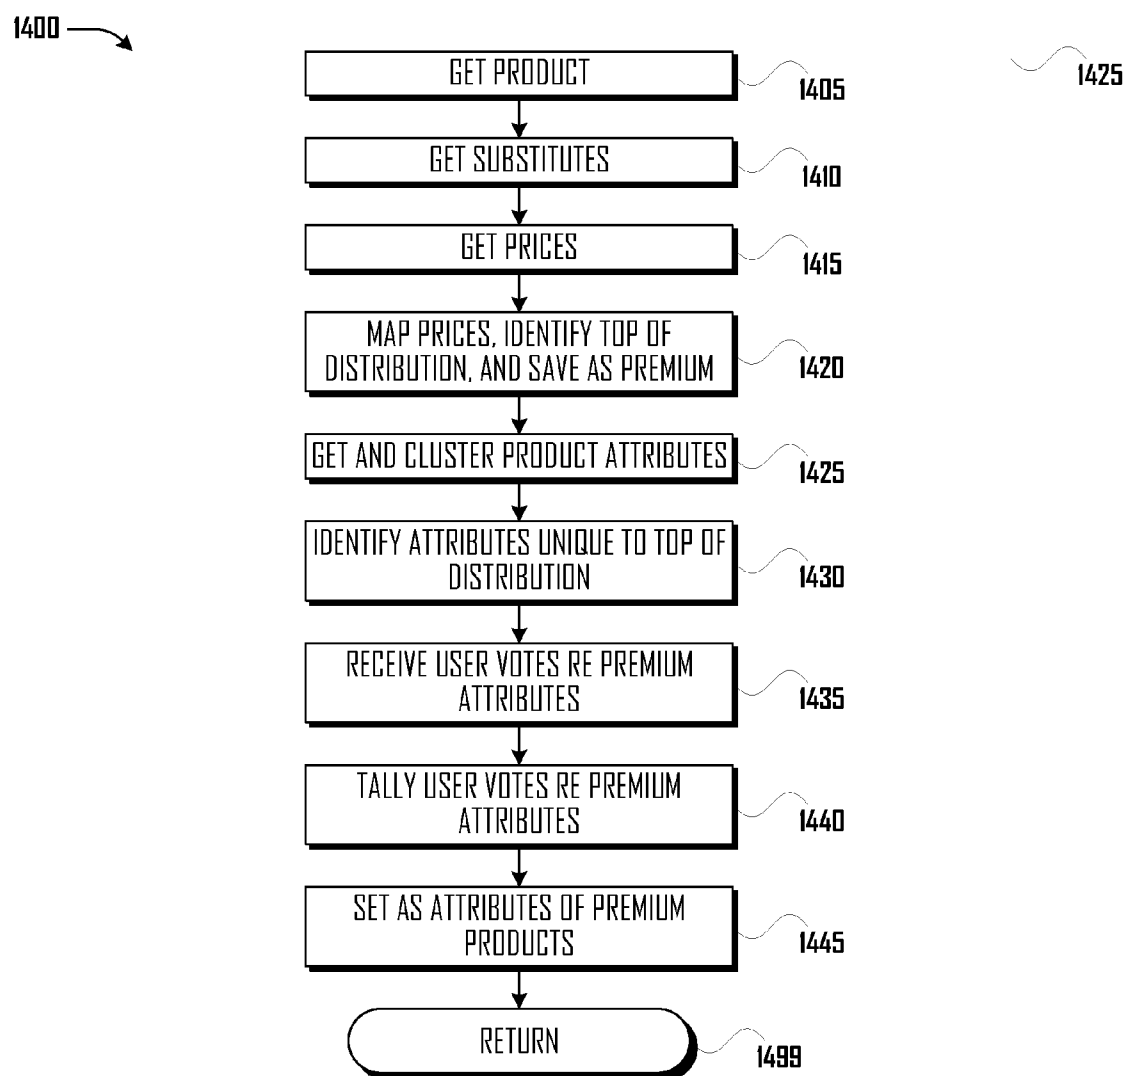 1400
1425
GET PRODUCT
1405
GET SUBSTITUTES
1410
GET PRICES
1415
MAP PRICES, IDENTIFY TOP OF
DISTRIBUTION, AND SAVE AS PREMIUM
1420
GET AND CLUSTER PRODUCT ATTRIBUTES
1425
IDENTIFY ATTRIBUTES UNIQUE TO TOP OF
DISTRIBUTION
1430
RECEIVE USER VOTES RE PREMIUM
ATTRIBUTES
1435
TALLY USER VOTES RE PREMIUM
ATTRIBUTES
1440
SET AS ATTRIBUTES OF PREMIUM
PRODUCTS
1445
RETURN
1499